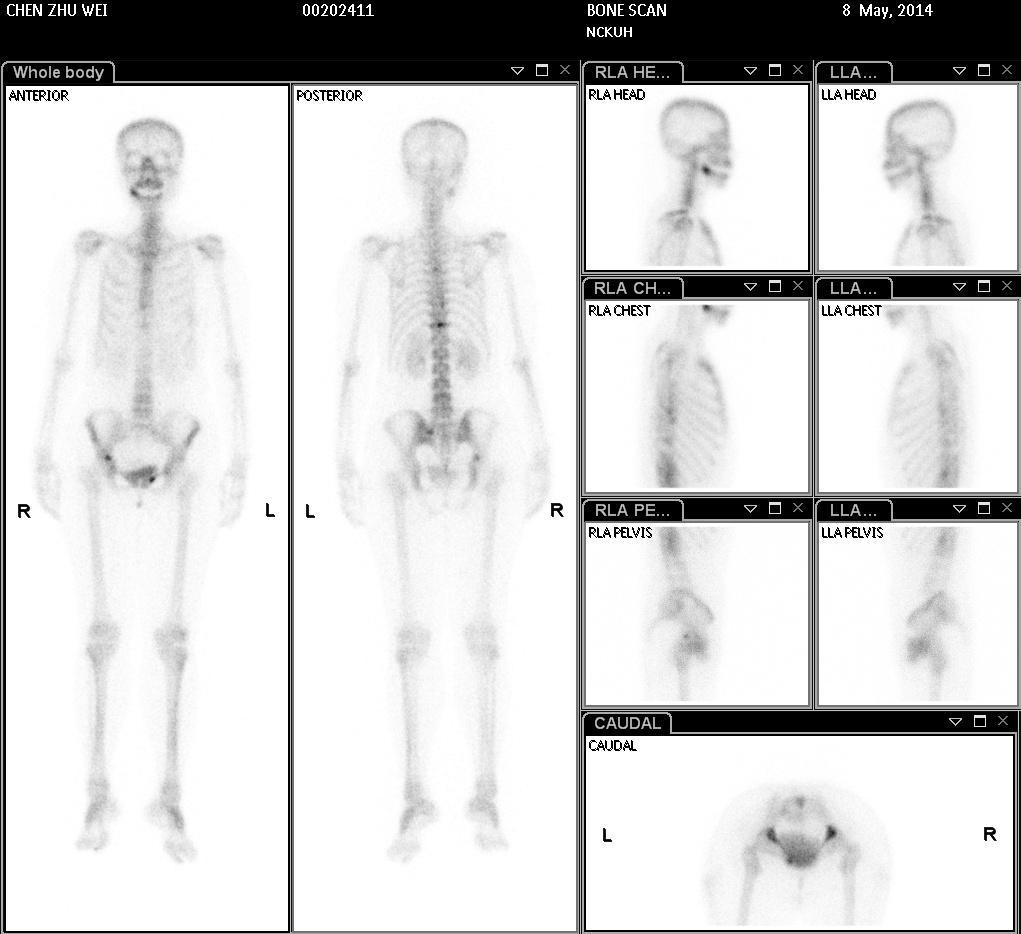 CHEN ZHU WEI 00202411 BONE SCAN 8 May, 2014
NCKUH
Whole body RLA HE... LLA...
ANTERIOR POSTERIOR RLA HEAD LLA HEAD
RLA CH... LLA...
RLA CHEST LLA CHEST
R L L R
RLA PE... LLA...
RLA PELVIS LLA PELVIS
CAUDAL
CAUDAL
L R